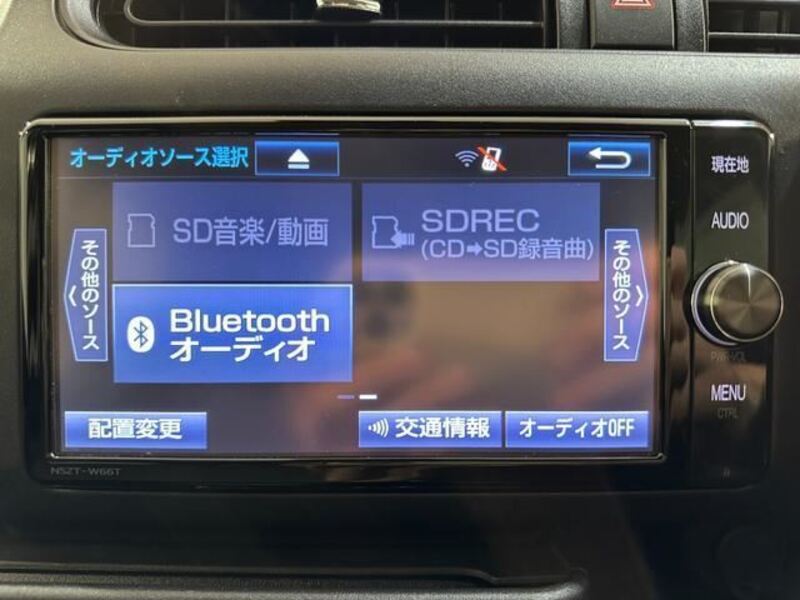 オーディオソース選択
現在地
SD音楽/動画
SDREC
(CD➡SD録音曲)
AUDIO
その他のソース
その他のソース
Bluetooth
オーディオ
PWR・VOL
MENU
CTRL
配置変更
交通情報
オーディオOFF
NSZT-W66T